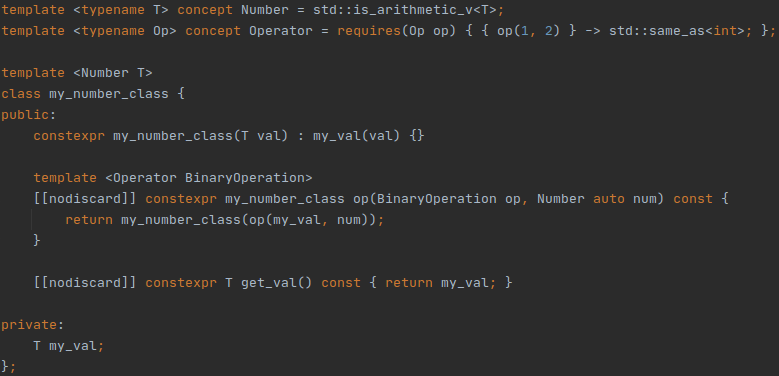 template <typename T> concept Number = std::is_arithmetic_v<T>;
template <typename Op> concept Operator = requires(Op op) { { op(1, 2) } -> std::same_as<int>; };
template <Number T>
class my_number_class {
public:
    constexpr my_number_class(T val) : my_val(val) {}
    template <Operator BinaryOperation>
    [[nodiscard]] constexpr my_number_class op(BinaryOperation op, Number auto num) const {
        return my_number_class(op(my_val, num));
    }
    [[nodiscard]] constexpr T get_val() const { return my_val; }
private:
    T my_val;
};